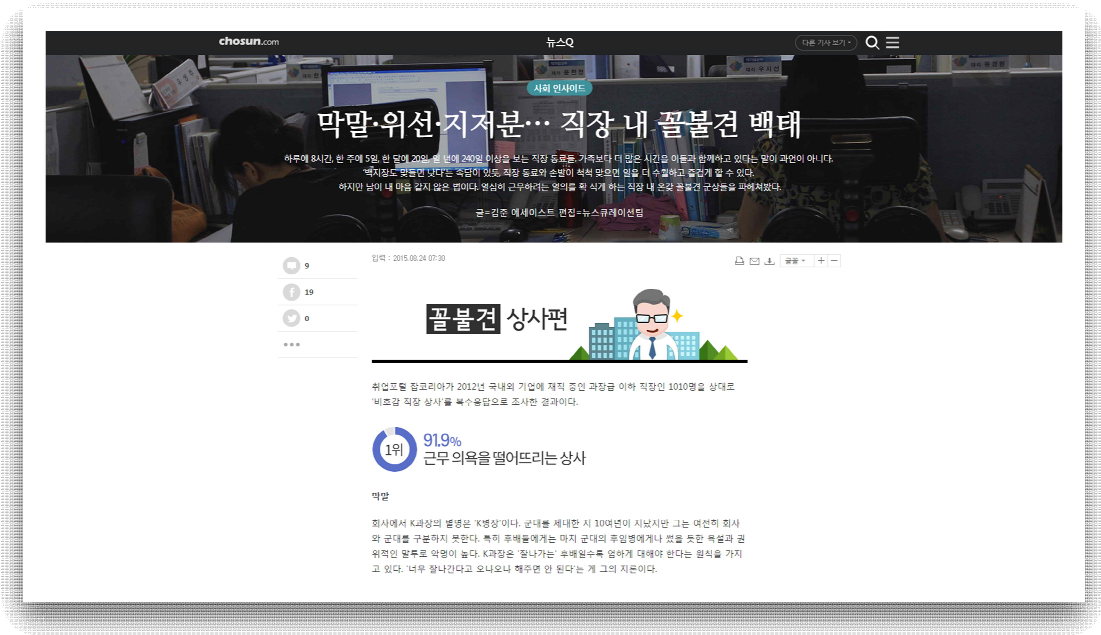 chosun.com
뉴스Q
다른 기사 보기
사회 인사이드
막말·위선·지저분… 직장 내 꼴불견 백태
하루에 8시간, 한 주에 5일, 한 달에 20일, 일 년에 240일 이상을 보는 직장 동료들. 가족보다 더 많은 시간을 이들과 함께하고 있다는 말이 과언이 아니다.
'백지장도 맞들면 낫다'는 속담이 있듯, 직장 동료와 손발이 척척 맞으면 일을 더 수월하고 즐겁게 할 수 있다.
하지만 남이 내 마음 같지 않은 법이다. 열심히 근무하려는 열의를 확 식게 하는 직장 내 온갖 꼴불견 군상들을 파헤쳐봤다.
글=김준 에세이스트 편집=뉴스큐레이션팀
9
입력 : 2015.08.24 07:30
글꼴
19
0
꼴불견 상사편
취업포털 잡코리아가 2012년 국내외 기업에 재직 중인 과장급 이하 직장인 1010명을 상대로
'비호감 직장 상사'를 복수응답으로 조사한 결과이다.
1위
91.9%
근무 의욕을 떨어뜨리는 상사
막말
회사에서 K과장의 별명은 'K병장'이다. 군대를 제대한 지 10여년이 지났지만 그는 여전히 회사
와 군대를 구분하지 못한다. 특히 후배들에게는 마치 군대의 후임병에게나 썼을 듯한 욕설과 권
위적인 말투로 악명이 높다. K과장은 '잘나가는' 후배일수록 엄하게 대해야 한다는 원칙을 가지
고 있다. '너무 잘나간다고 오냐오냐 해주면 안 된다'는 게 그의 지론이다.